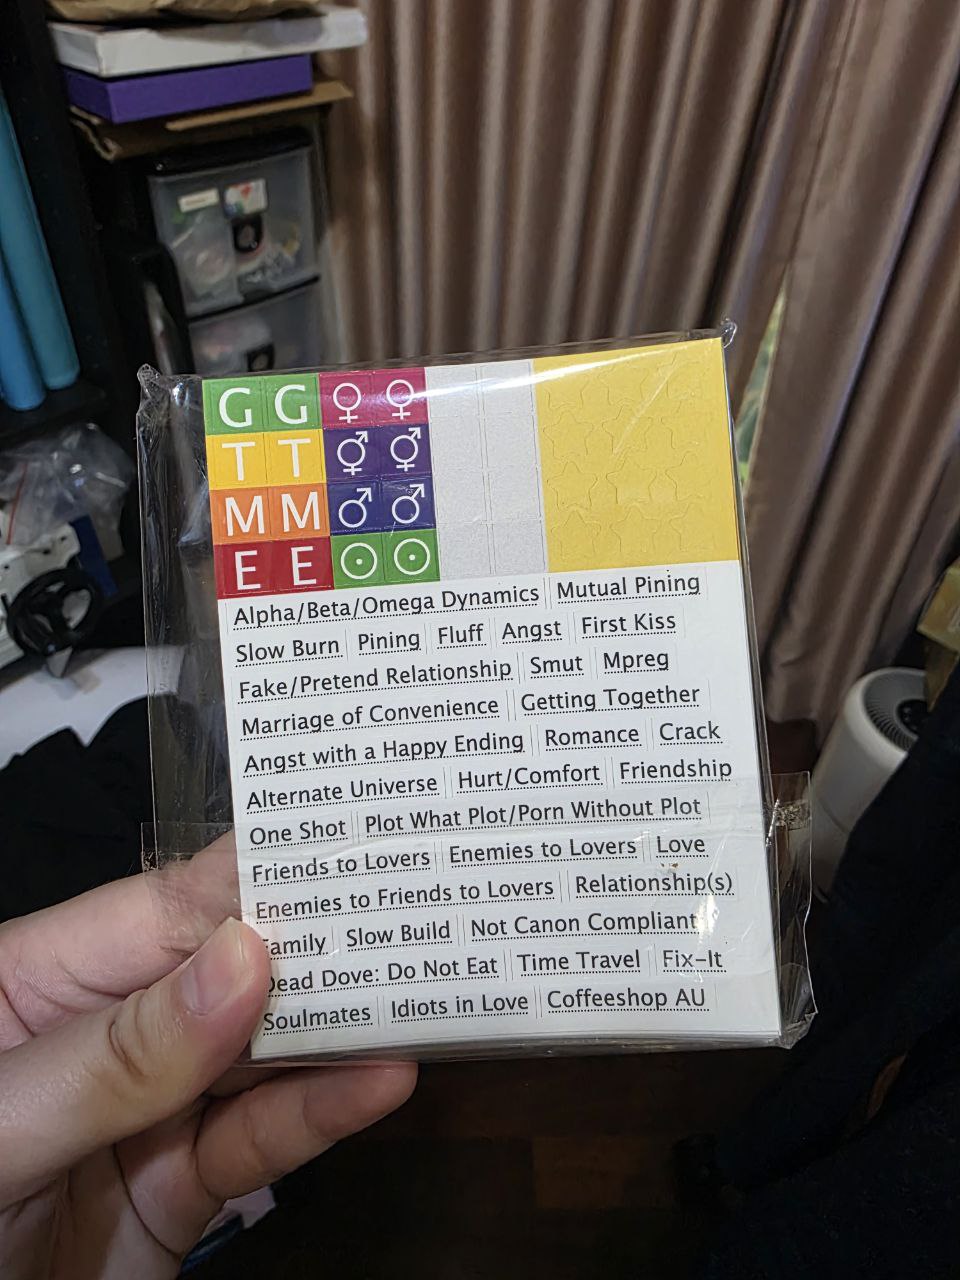 G G ♀ ♀
T T ⚥ ⚥
M M ♂ ♂
E E ⊙ ⊙
Alpha/Beta/Omega Dynamics Mutual Pining
Slow Burn Pining Fluff Angst First Kiss
Fake/Pretend Relationship Smut Mpreg
Marriage of Convenience Getting Together
Angst with a Happy Ending Romance Crack
Alternate Universe Hurt/Comfort Friendship
One Shot Plot What Plot/Porn Without Plot
Friends to Lovers Enemies to Lovers Love
Enemies to Friends to Lovers Relationship(s)
Family Slow Build Not Canon Compliant
Dead Dove: Do Not Eat Time Travel Fix-It
Soulmates Idiots in Love Coffeeshop AU